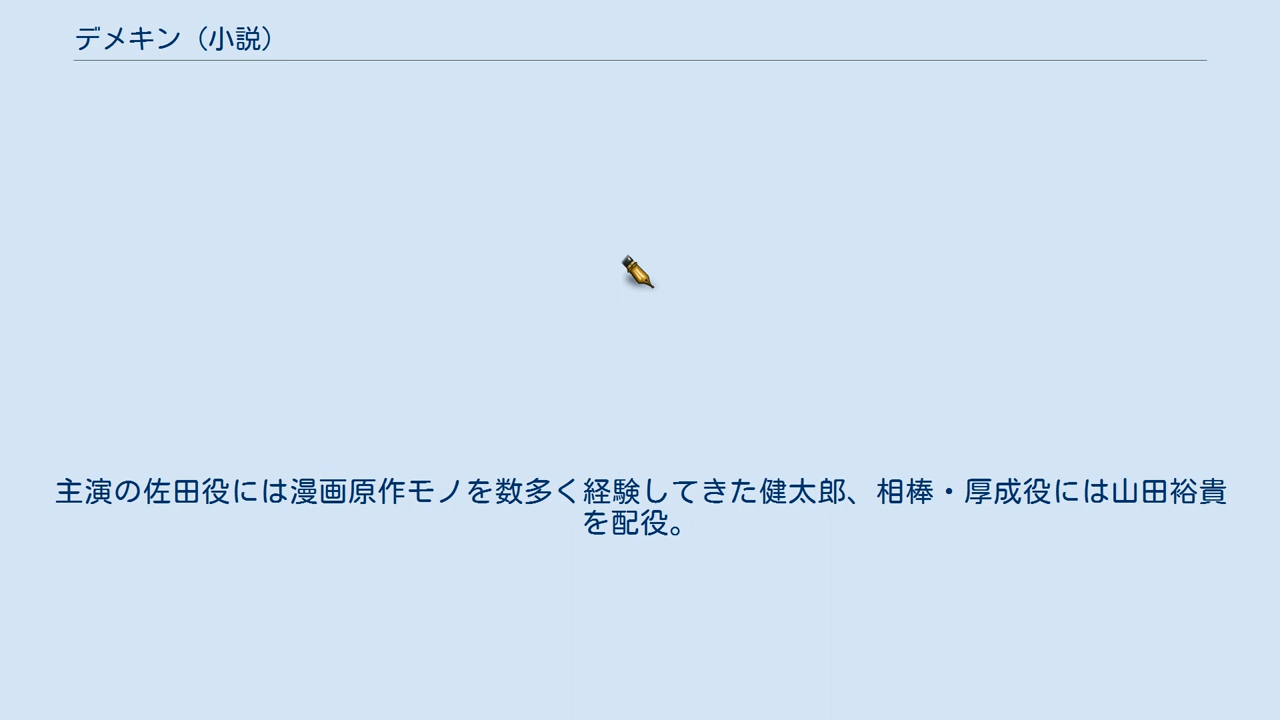 デメキン（小説）
主演の佐田役には漫画原作モノを数多く経験してきた健太郎、相棒・厚成役には山田裕貴
を配役。